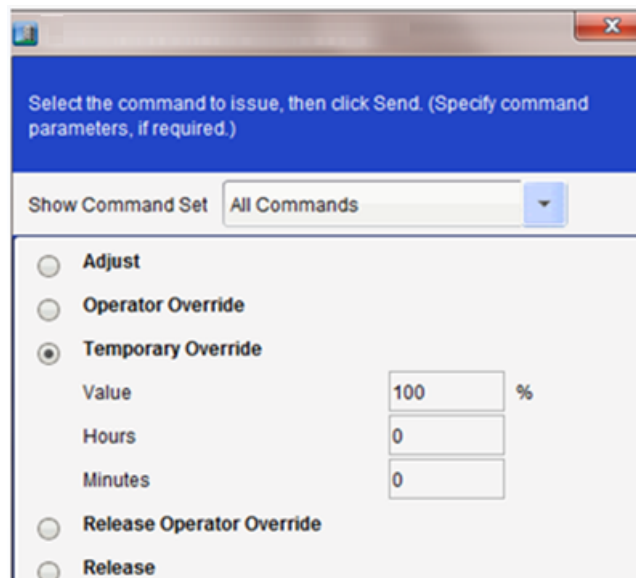 Select the command to issue, then click Send. (Specify command
parameters, if required.)
Show Command Set All Commands
Adjust
Operator Override
Temporary Override
Value 100 %
Hours 0
Minutes 0
Release Operator Override
Release